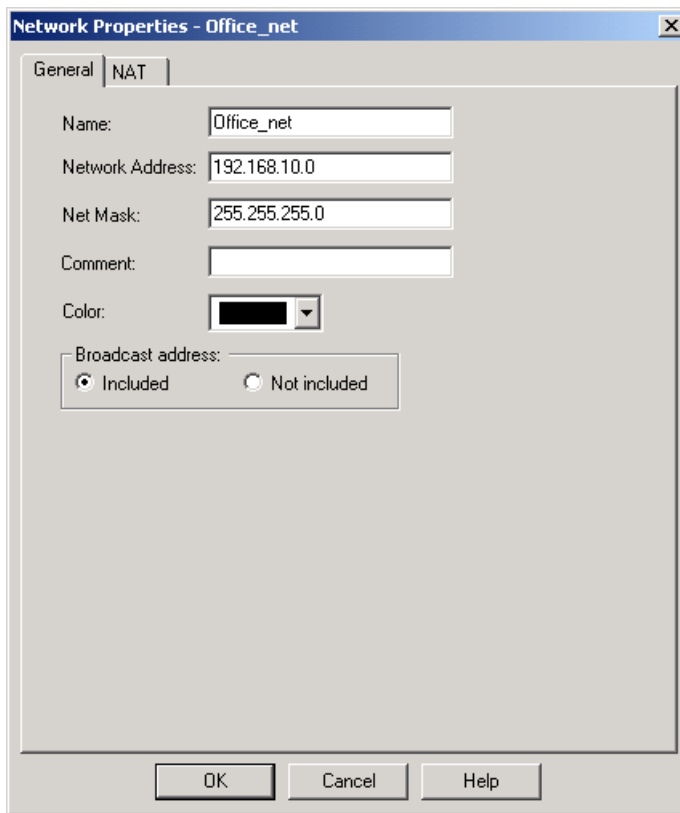 Network Properties - Office_net
General NAT
Name: Office_net
Network Address: 192.168.10.0
Net Mask: 255.255.255.0
Comment:
Color:
Broadcast address:
Included Not included
OK Cancel Help